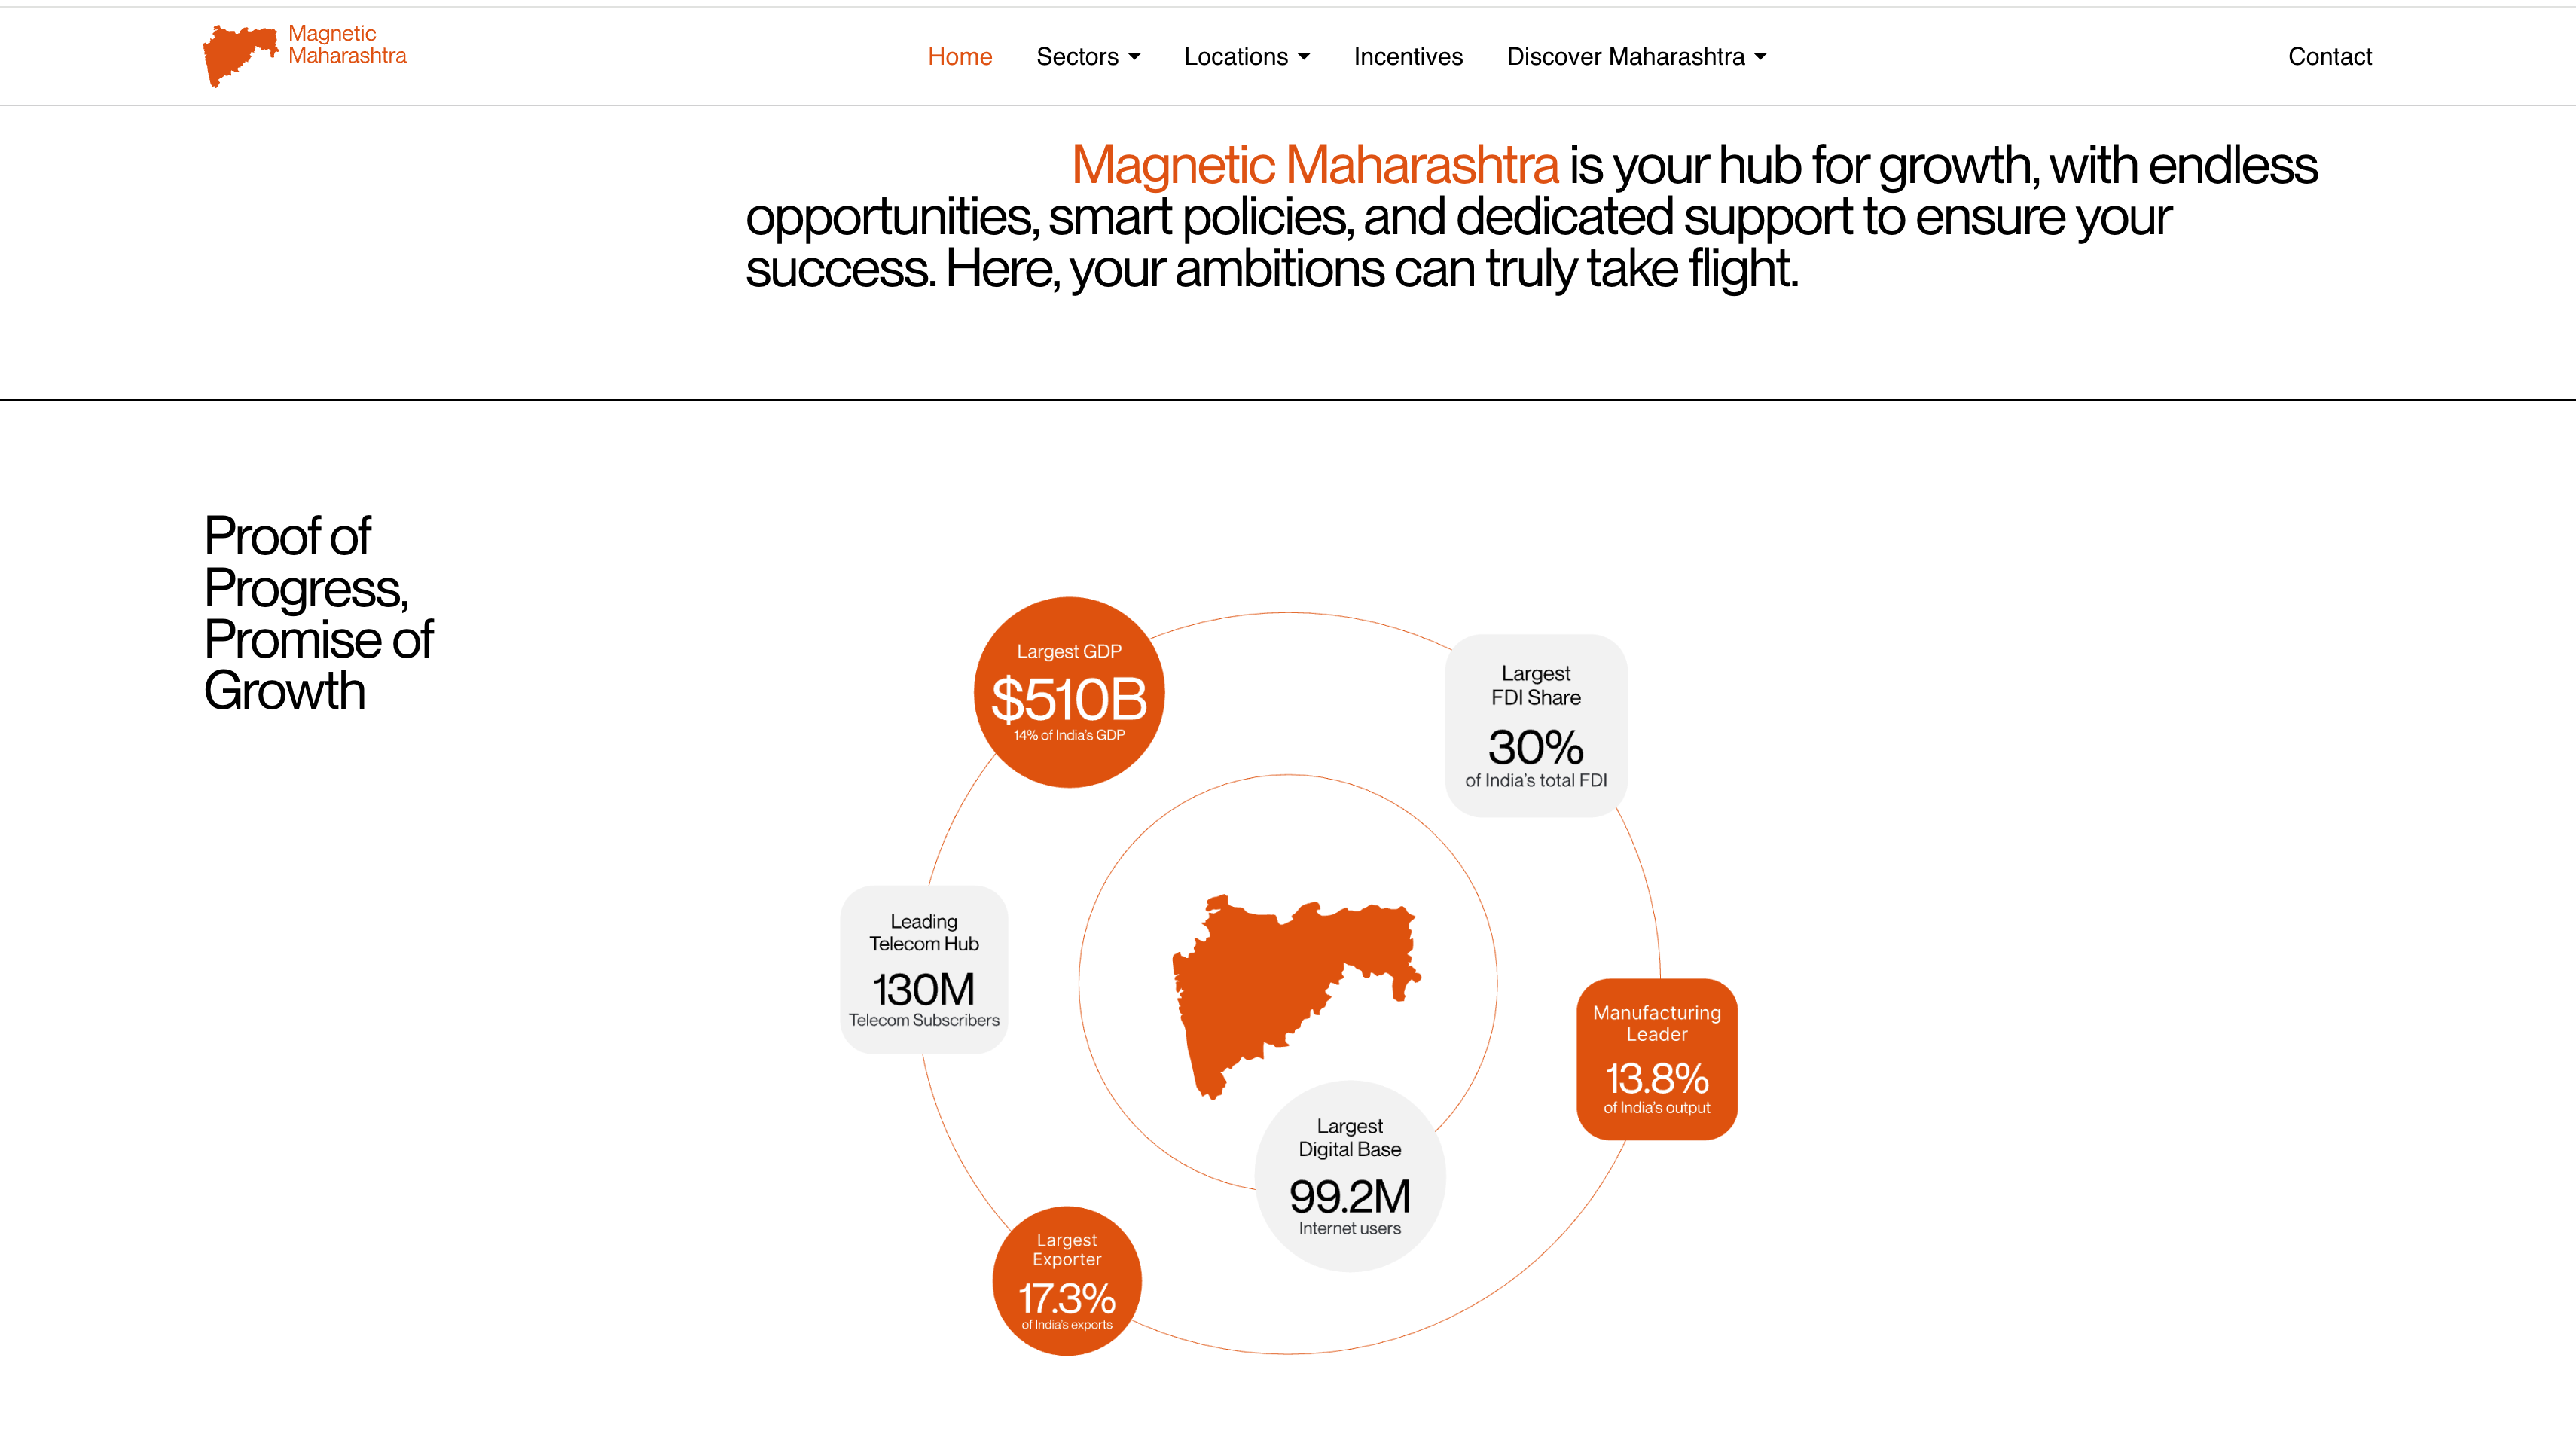 Magnetic
Maharashtra
Home
Sectors
Locations
Incentives
Discover Maharashtra
Contact
Magnetic Maharashtra is your hub for growth, with endless
opportunities, smart policies, and dedicated support to ensure your
success. Here, your ambitions can truly take flight.
Proof of
Progress,
Promise of
Growth
Largest GDP
$510B
14% of India's GDP
Largest
FDI Share
30%
of India's total FDI
Leading
Telecom Hub
130M
Telecom Subscribers
Manufacturing
Leader
13.8%
of India's output
Largest
Digital Base
99.2M
Internet users
Largest
Exporter
17.3%
of India's exports